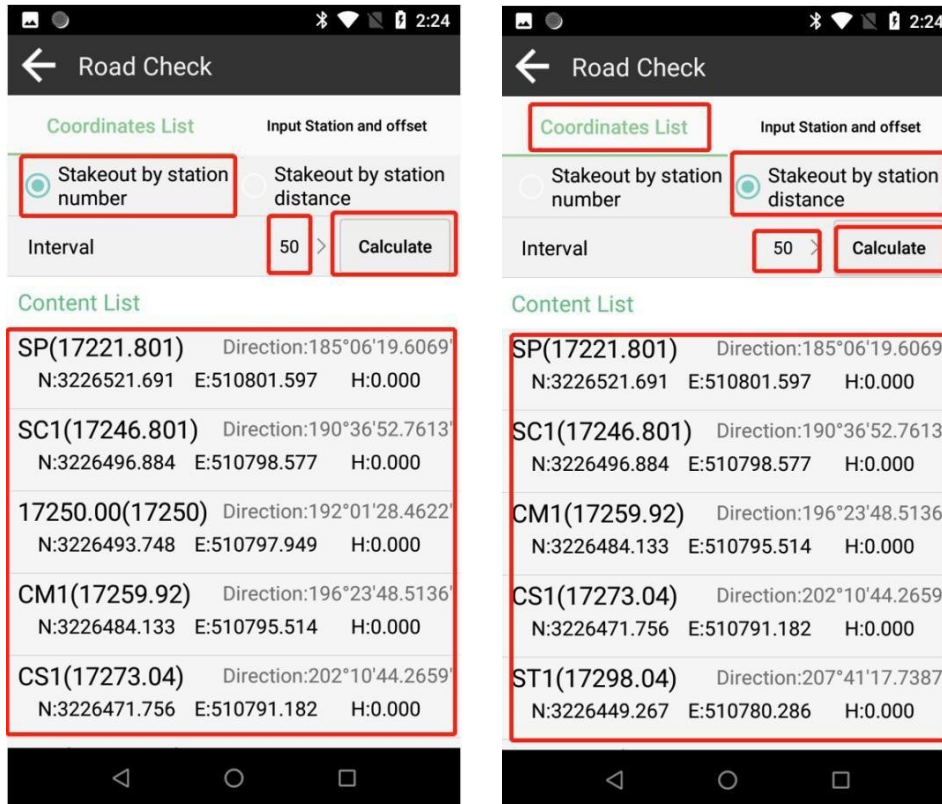 2:24
Road Check
Coordinates List Input Station and offset
Stakeout by station number Stakeout by station distance
Interval 50 Calculate
Content List
SP(17221.801) Direction:185°06'19.6069"
N:3226521.691 E:510801.597 H:0.000
SC1(17246.801) Direction:190°36'52.7613"
N:3226496.884 E:510798.577 H:0.000
17250.00(17250) Direction:192°01'28.4622"
N:3226493.748 E:510797.949 H:0.000
CM1(17259.92) Direction:196°23'48.5136"
N:3226484.133 E:510795.514 H:0.000
CS1(17273.04) Direction:202°10'44.2659"
N:3226471.756 E:510791.182 H:0.000
2:24
Road Check
Coordinates List Input Station and offset
Stakeout by station number Stakeout by station distance
Interval 50 Calculate
Content List
SP(17221.801) Direction:185°06'19.6069
N:3226521.691 E:510801.597 H:0.000
SC1(17246.801) Direction:190°36'52.7613
N:3226496.884 E:510798.577 H:0.000
CM1(17259.92) Direction:196°23'48.5136
N:3226484.133 E:510795.514 H:0.000
CS1(17273.04) Direction:202°10'44.2659
N:3226471.756 E:510791.182 H:0.000
ST1(17298.04) Direction:207°41'17.7387
N:3226449.267 E:510780.286 H:0.000